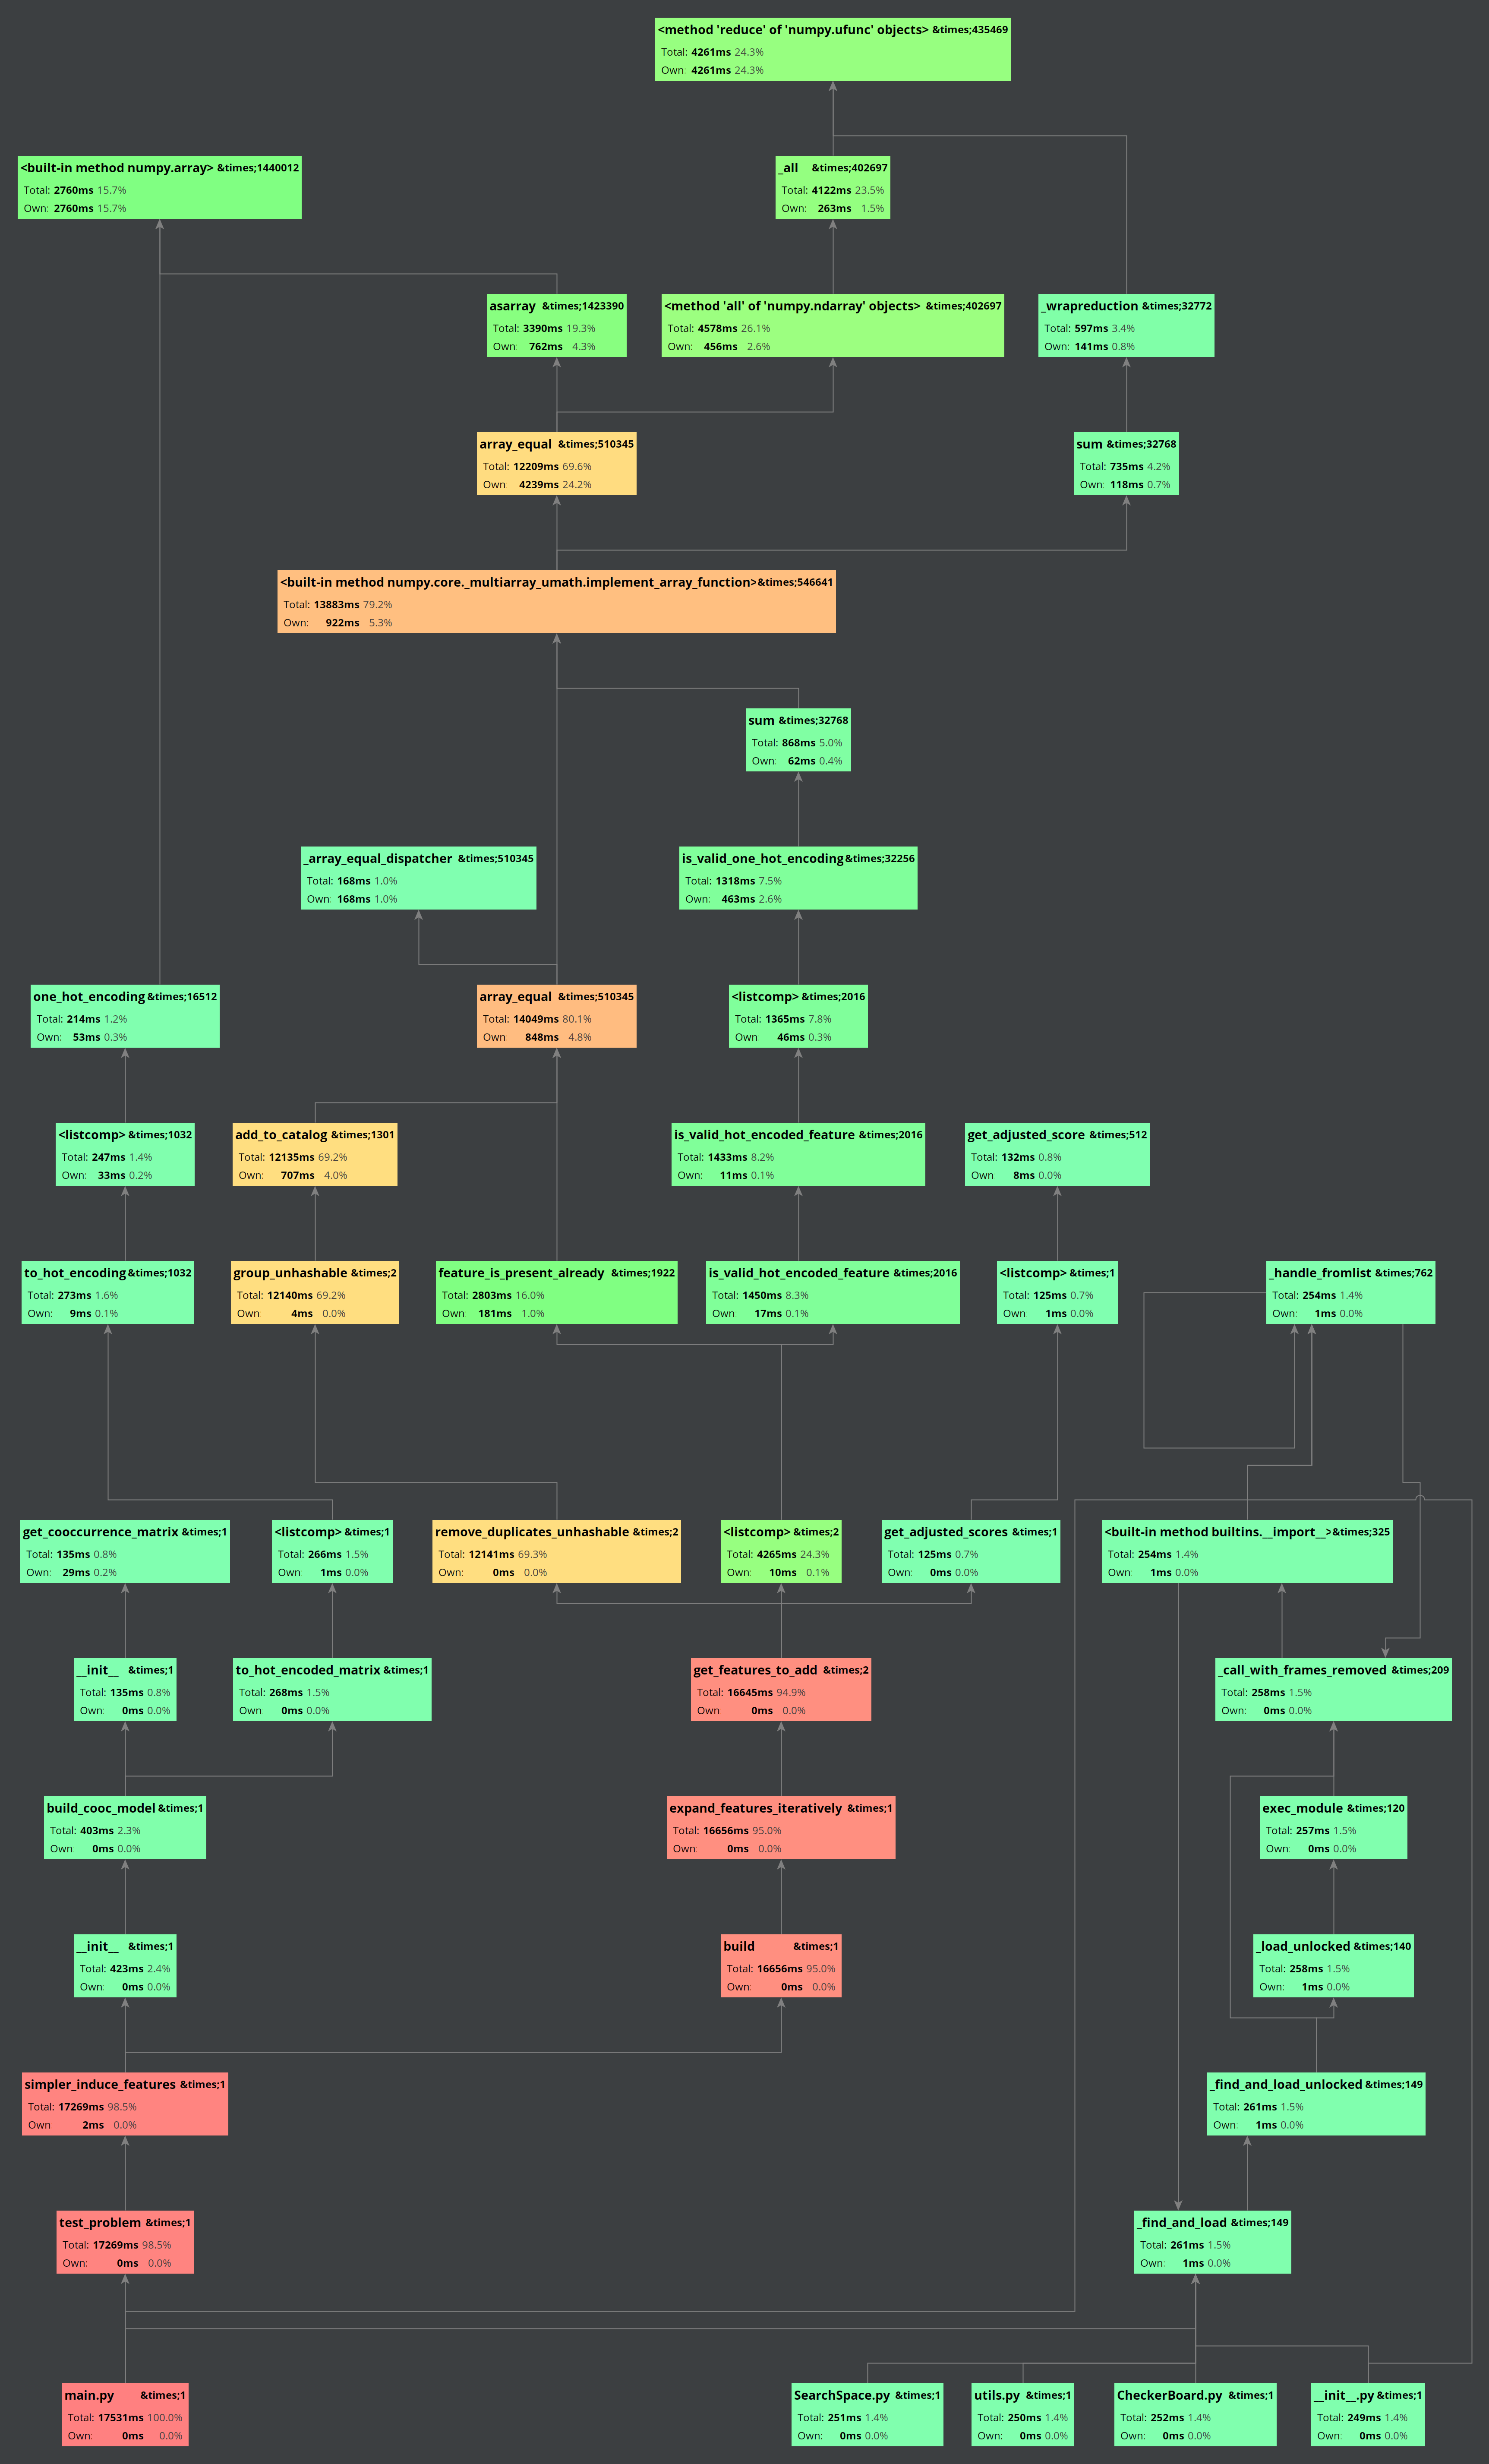 <method 'reduce' of 'numpy.ufunc' objects> &times;435469
Total: 4261ms 24.3%
Own: 4261ms 24.3%
<built-in method numpy.array> &times;1440012
Total: 2760ms 15.7%
Own: 2760ms 15.7%
_all &times;402697
Total: 4122ms 23.5%
Own: 263ms 1.5%
asarray &times;1423390
Total: 3390ms 19.3%
Own: 762ms 4.3%
<method 'all' of 'numpy.ndarray' objects> &times;402697
Total: 4578ms 26.1%
Own: 456ms 2.6%
_wrapreduction &times;32772
Total: 597ms 3.4%
Own: 141ms 0.8%
array_equal &times;510345
Total: 12209ms 69.6%
Own: 4239ms 24.2%
sum &times;32768
Total: 735ms 4.2%
Own: 118ms 0.7%
<built-in method numpy.core._multiarray_umath.implement_array_function> &times;546641
Total: 13883ms 79.2%
Own: 922ms 5.3%
sum &times;32768
Total: 868ms 5.0%
Own: 62ms 0.4%
_array_equal_dispatcher &times;510345
Total: 168ms 1.0%
Own: 168ms 1.0%
is_valid_one_hot_encoding &times;32256
Total: 1318ms 7.5%
Own: 463ms 2.6%
one_hot_encoding &times;16512
Total: 214ms 1.2%
Own: 53ms 0.3%
array_equal &times;510345
Total: 14049ms 80.1%
Own: 848ms 4.8%
<listcomp> &times;2016
Total: 1365ms 7.8%
Own: 46ms 0.3%
<listcomp> &times;1032
Total: 247ms 1.4%
Own: 33ms 0.2%
add_to_catalog &times;1301
Total: 12135ms 69.2%
Own: 707ms 4.0%
is_valid_hot_encoded_feature &times;2016
Total: 1433ms 8.2%
Own: 11ms 0.1%
get_adjusted_score &times;512
Total: 132ms 0.8%
Own: 8ms 0.0%
to_hot_encoding &times;1032
Total: 273ms 1.6%
Own: 9ms 0.1%
group_unhashable &times;2
Total: 12140ms 69.2%
Own: 4ms 0.0%
feature_is_present_already &times;1922
Total: 2803ms 16.0%
Own: 181ms 1.0%
is_valid_hot_encoded_feature &times;2016
Total: 1450ms 8.3%
Own: 17ms 0.1%
<listcomp> &times;1
Total: 125ms 0.7%
Own: 1ms 0.0%
_handle_fromlist &times;762
Total: 254ms 1.4%
Own: 1ms 0.0%
get_cooccurrence_matrix &times;1
Total: 135ms 0.8%
Own: 29ms 0.2%
<listcomp> &times;1
Total: 266ms 1.5%
Own: 1ms 0.0%
remove_duplicates_unhashable &times;2
Total: 12141ms 69.3%
Own: 0ms 0.0%
<listcomp> &times;2
Total: 4265ms 24.3%
Own: 10ms 0.1%
get_adjusted_scores &times;1
Total: 125ms 0.7%
Own: 0ms 0.0%
<built-in method builtins.__import__> &times;325
Total: 254ms 1.4%
Own: 1ms 0.0%
__init__ &times;1
Total: 135ms 0.8%
Own: 0ms 0.0%
to_hot_encoded_matrix &times;1
Total: 268ms 1.5%
Own: 0ms 0.0%
get_features_to_add &times;2
Total: 16645ms 94.9%
Own: 0ms 0.0%
_call_with_frames_removed &times;209
Total: 258ms 1.5%
Own: 0ms 0.0%
build_cooc_model &times;1
Total: 403ms 2.3%
Own: 0ms 0.0%
expand_features_iteratively &times;1
Total: 16656ms 95.0%
Own: 0ms 0.0%
exec_module &times;120
Total: 257ms 1.5%
Own: 0ms 0.0%
__init__ &times;1
Total: 423ms 2.4%
Own: 0ms 0.0%
build &times;1
Total: 16656ms 95.0%
Own: 0ms 0.0%
_load_unlocked &times;140
Total: 258ms 1.5%
Own: 1ms 0.0%
simpler_induce_features &times;1
Total: 17269ms 98.5%
Own: 2ms 0.0%
_find_and_load_unlocked &times;149
Total: 261ms 1.5%
Own: 1ms 0.0%
test_problem &times;1
Total: 17269ms 98.5%
Own: 0ms 0.0%
_find_and_load &times;149
Total: 261ms 1.5%
Own: 1ms 0.0%
main.py &times;1
Total: 17531ms 100.0%
Own: 0ms 0.0%
SearchSpace.py &times;1
Total: 251ms 1.4%
Own: 0ms 0.0%
utils.py &times;1
Total: 250ms 1.4%
Own: 0ms 0.0%
CheckerBoard.py &times;1
Total: 252ms 1.4%
Own: 0ms 0.0%
__init__.py &times;1
Total: 249ms 1.4%
Own: 0ms 0.0%